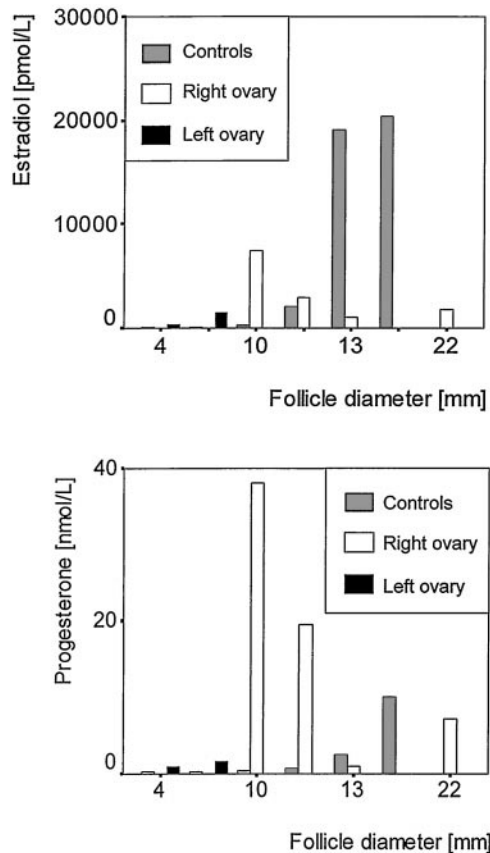 Estradiol [pmol/L]
30000
20000
10000
0
Controls
Right ovary
Left ovary
4 10 13 22
Follicle diameter [mm]
Progesterone [nmol/L]
40
20
0
Controls
Right ovary
Left ovary
4 10 13 22
Follicle diameter [mm]